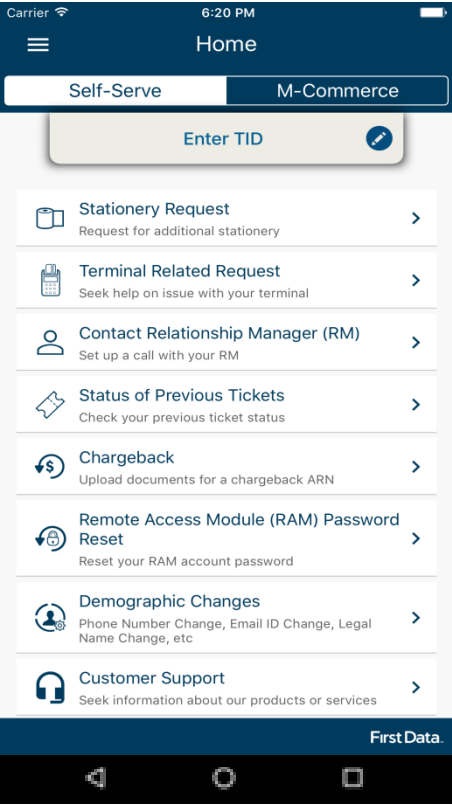 Carrier 6:20 PM
Home
Self-Serve M-Commerce
Enter TID
Stationery Request
Request for additional stationery
Terminal Related Request
Seek help on issue with your terminal
Contact Relationship Manager (RM)
Set up a call with your RM
Status of Previous Tickets
Check your previous ticket status
Chargeback
Upload documents for a chargeback ARN
Remote Access Module (RAM) Password
Reset
Reset your RAM account password
Demographic Changes
Phone Number Change, Email ID Change, Legal
Name Change, etc
Customer Support
Seek information about our products or services
First Data.